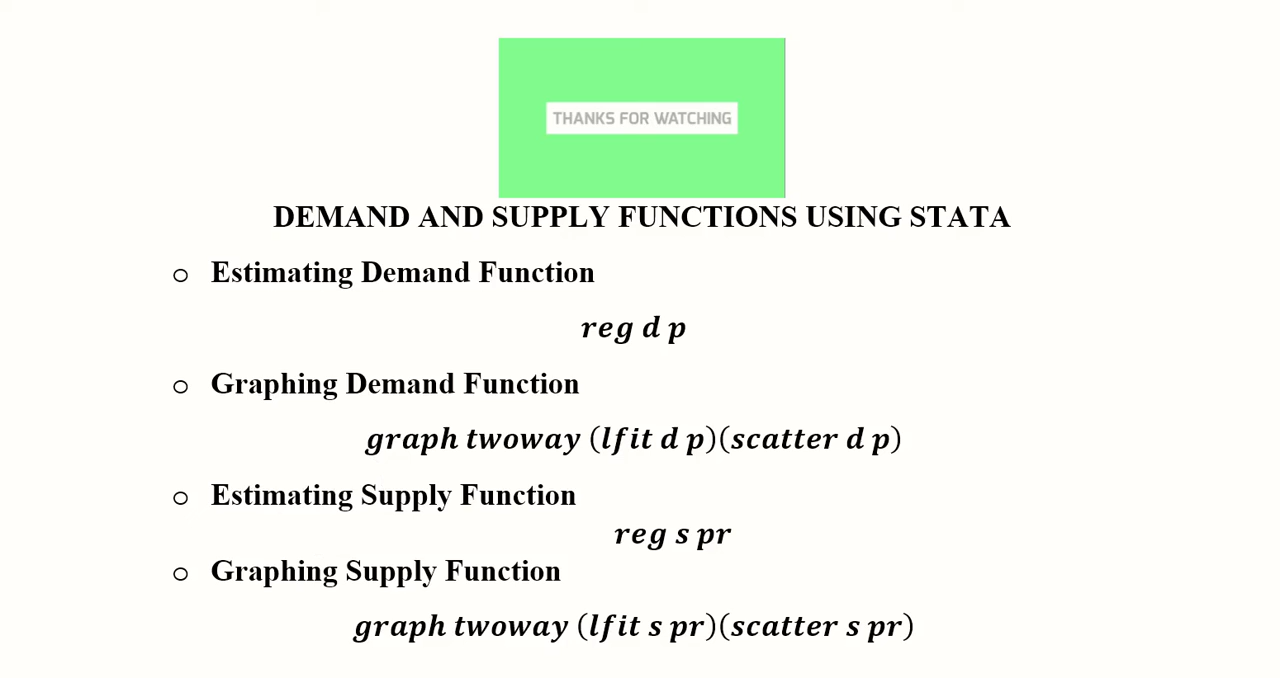 THANKS FOR WATCHING
DEMAND AND SUPPLY FUNCTIONS USING STATA
o Estimating Demand Function
reg d p
o Graphing Demand Function
graph twoway (lfit d p)(scatter d p)
o Estimating Supply Function
reg s pr
o Graphing Supply Function
graph twoway (lfit s pr)(scatter s pr)